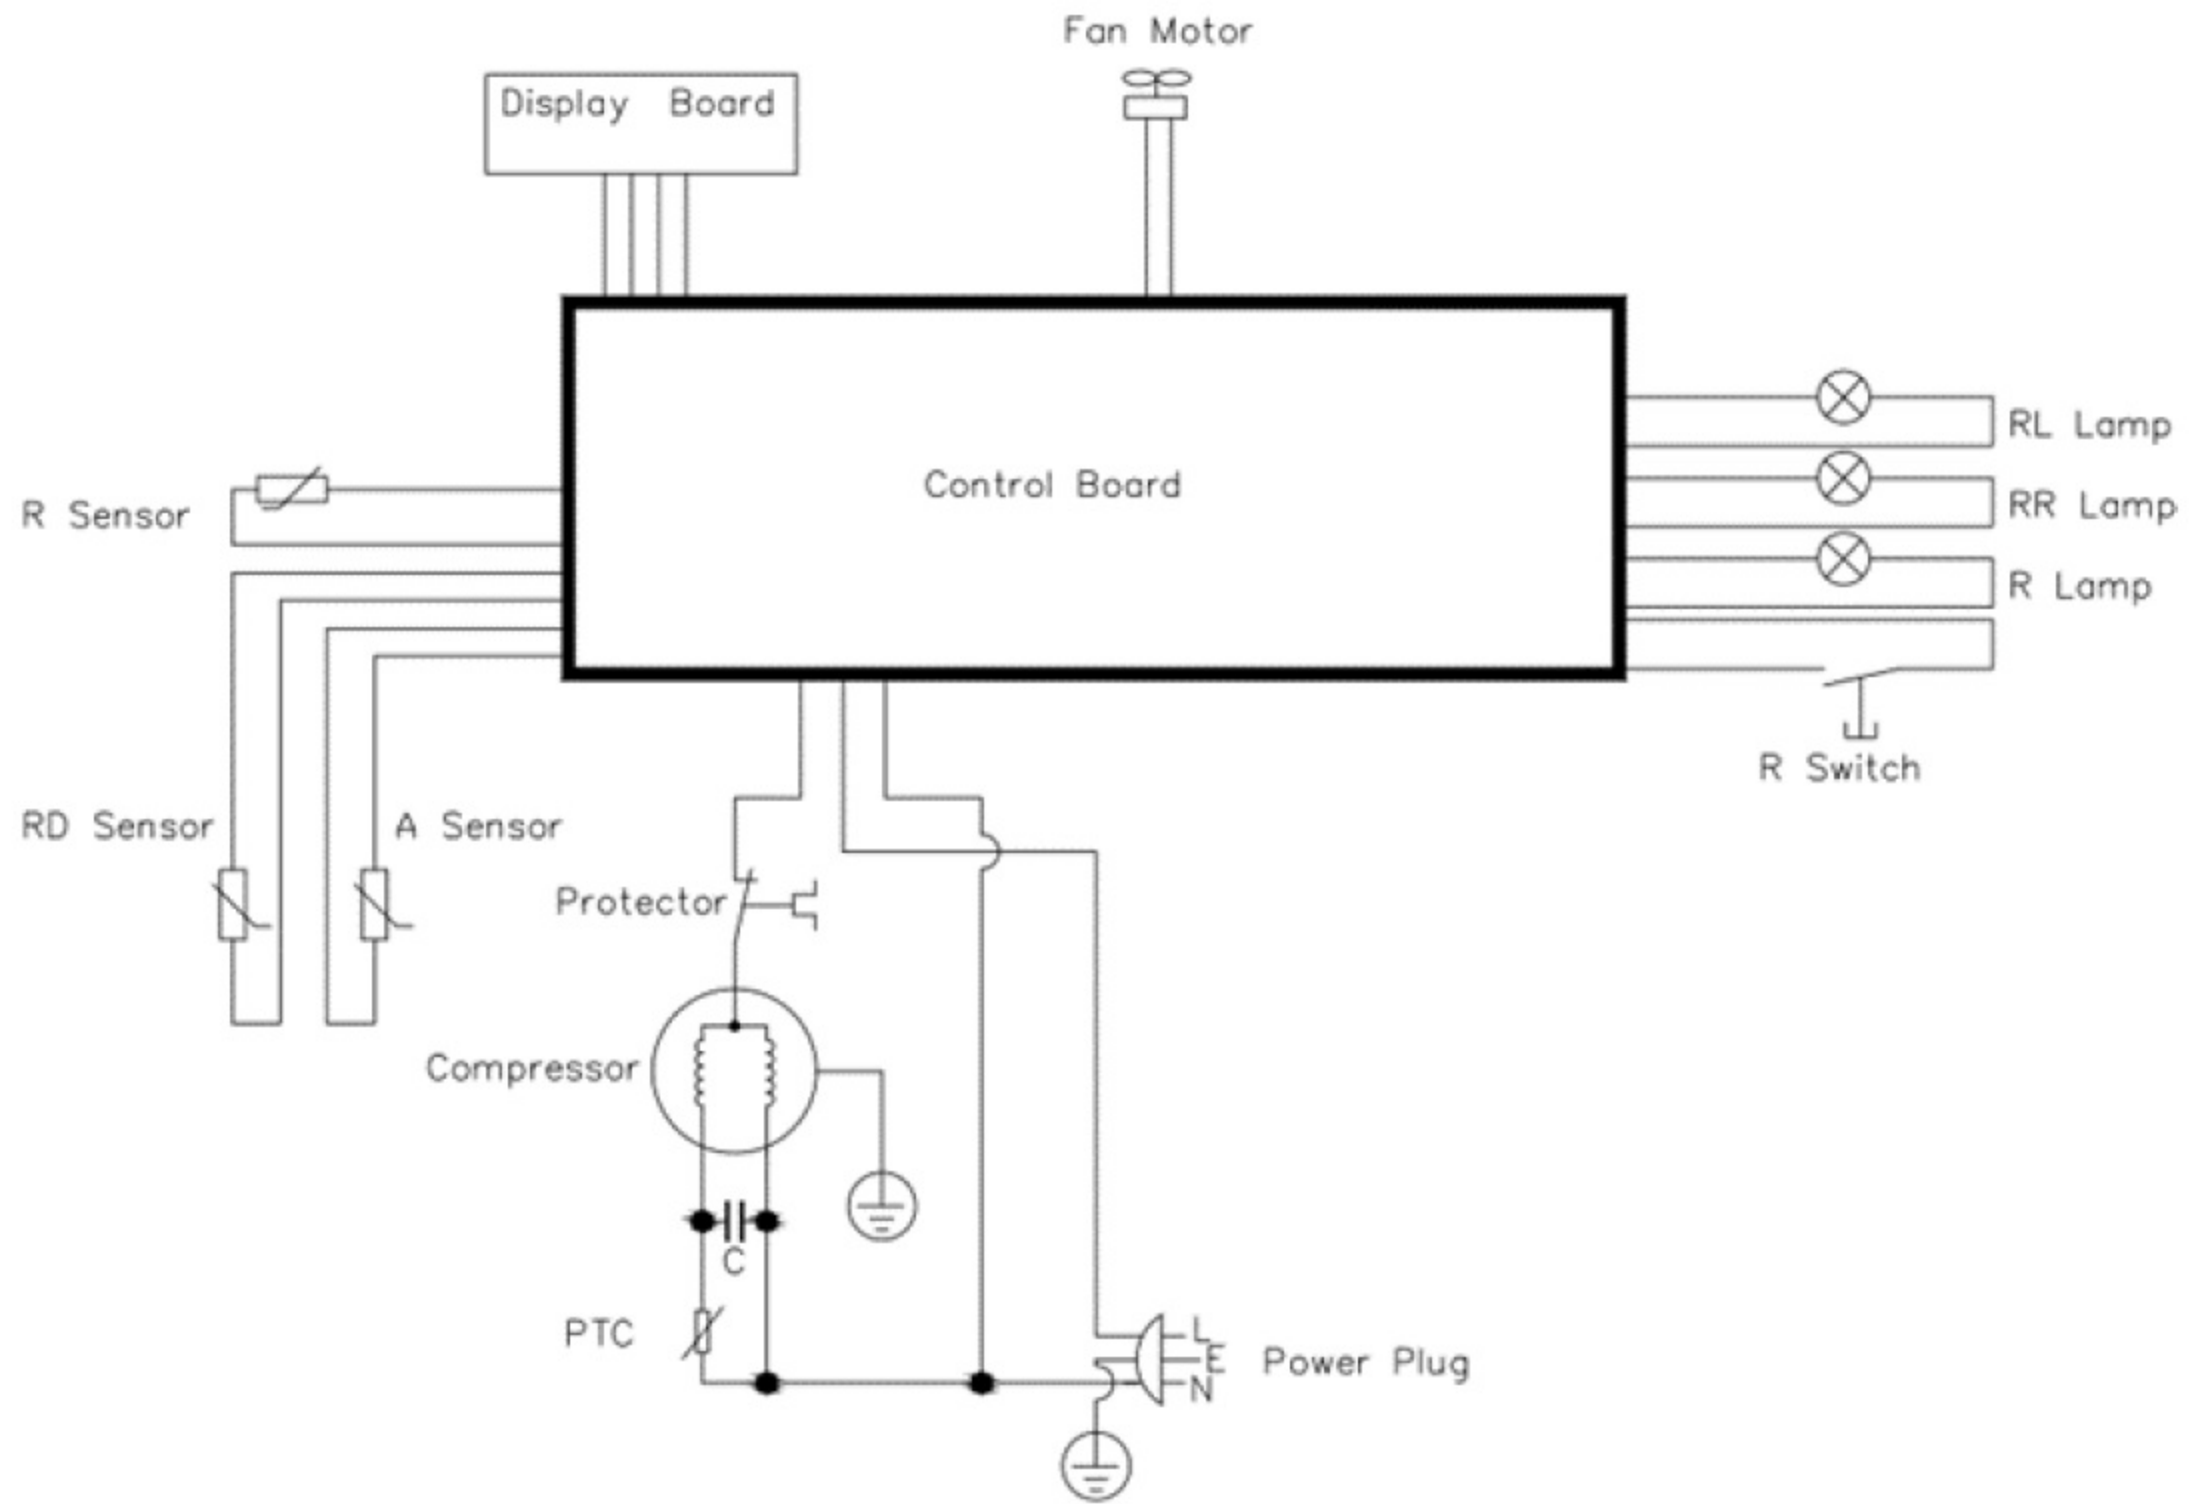 Fan Motor
Display Board
RL Lamp
Control Board
RR Lamp
R Sensor
R Lamp
R Switch
RD Sensor
A Sensor
Protector
Compressor
C
PTC
L
E
Power Plug
N